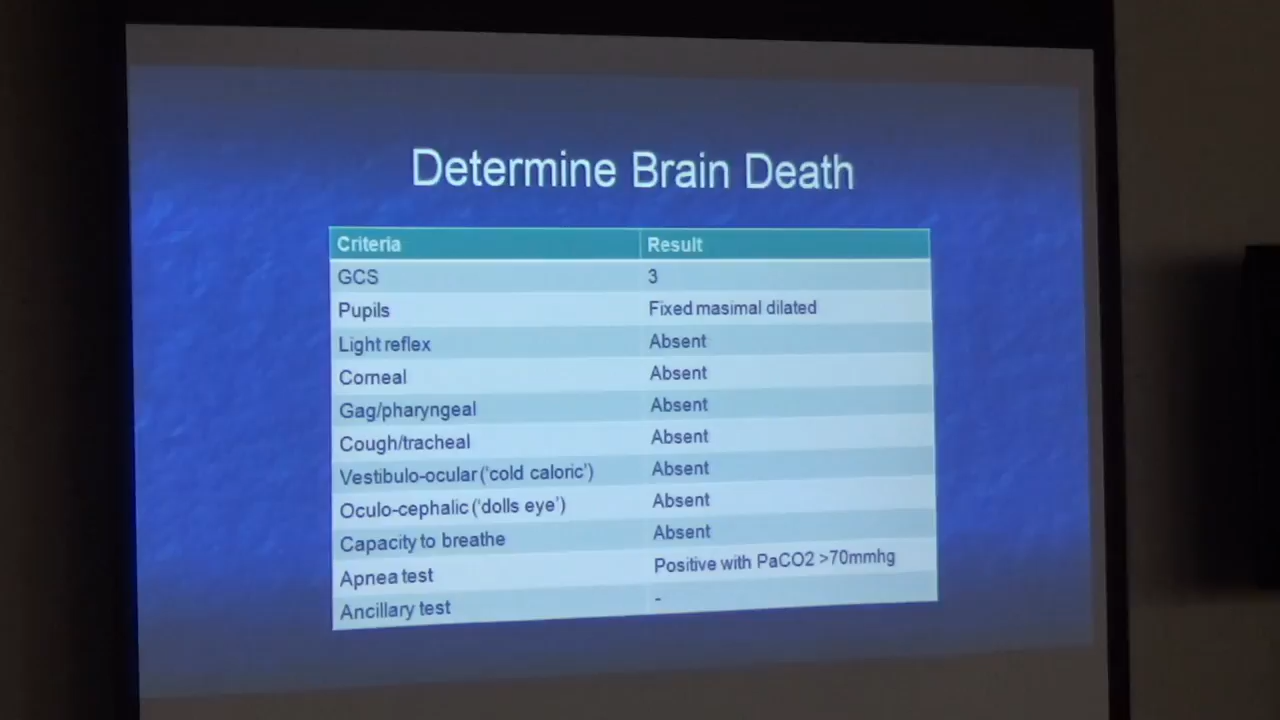 Determine Brain Death
Criteria Result
GCS 3
Pupils Fixed masimal dilated
Light reflex Absent
Corneal Absent
Gag/pharyngeal Absent
Cough/tracheal Absent
Vestibulo-ocular ('cold caloric') Absent
Oculo-cephalic ('dolls eye') Absent
Capacity to breathe Absent
Apnea test Positive with PaCO2 >70mmhg
Ancillary test -